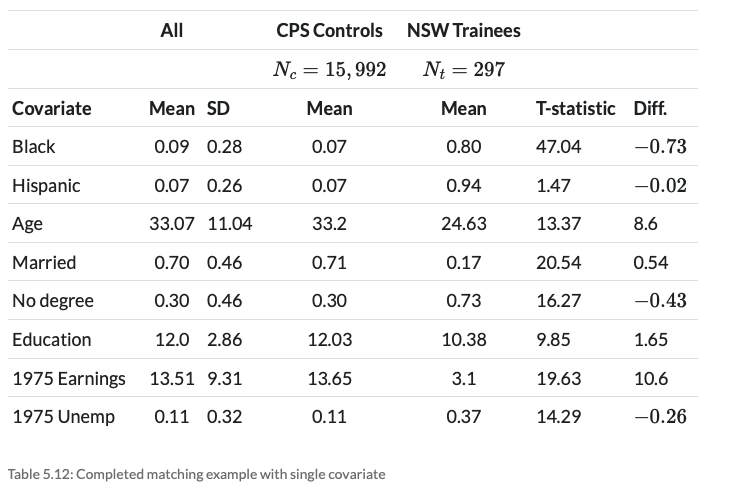 All CPS Controls NSW Trainees
N_c = 15,992 N_t = 297
Covariate Mean SD Mean Mean T-statistic Diff.
Black 0.09 0.28 0.07 0.80 47.04 −0.73
Hispanic 0.07 0.26 0.07 0.94 1.47 −0.02
Age 33.07 11.04 33.2 24.63 13.37 8.6
Married 0.70 0.46 0.71 0.17 20.54 0.54
No degree 0.30 0.46 0.30 0.73 16.27 −0.43
Education 12.0 2.86 12.03 10.38 9.85 1.65
1975 Earnings 13.51 9.31 13.65 3.1 19.63 10.6
1975 Unemp 0.11 0.32 0.11 0.37 14.29 −0.26
Table 5.12: Completed matching example with single covariate